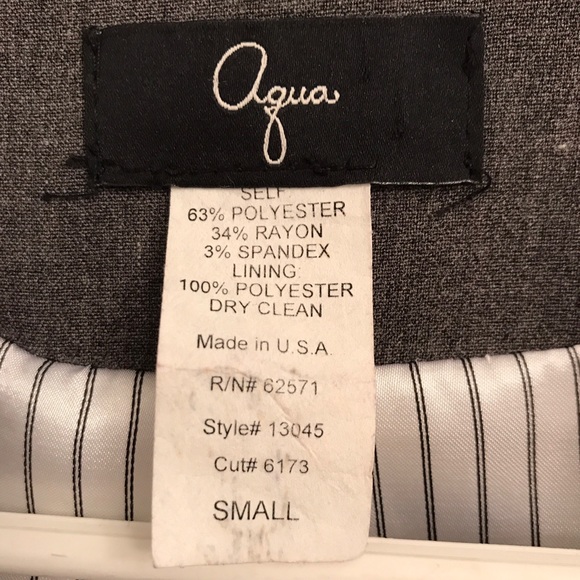 Aqua
SELF:
63% POLYESTER
34% RAYON
3% SPANDEX
LINING:
100% POLYESTER
DRY CLEAN
Made in U.S.A.
R/N# 62571
Style# 13045
Cut# 6173
SMALL